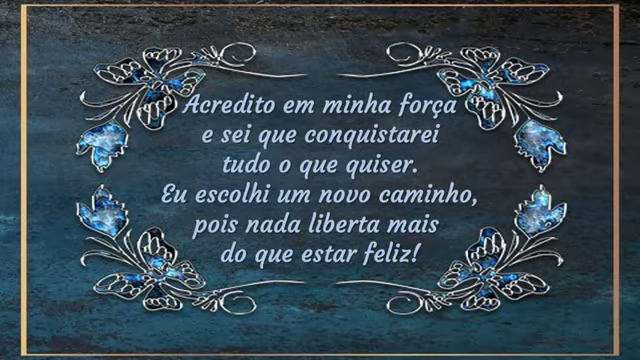 Acredito em minha força
e sei que conquistarei
tudo o que quiser.
Eu escolhi um novo caminho,
pois nada liberta mais
do que estar feliz!